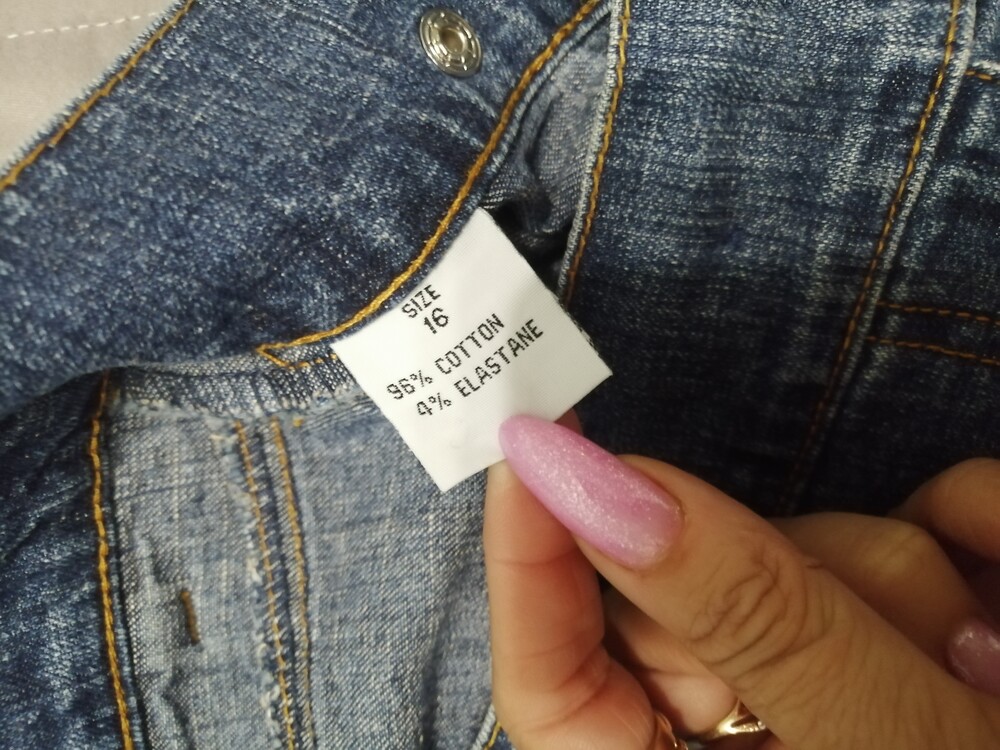 SIZE
16
96% COTTON
4% ELASTANE